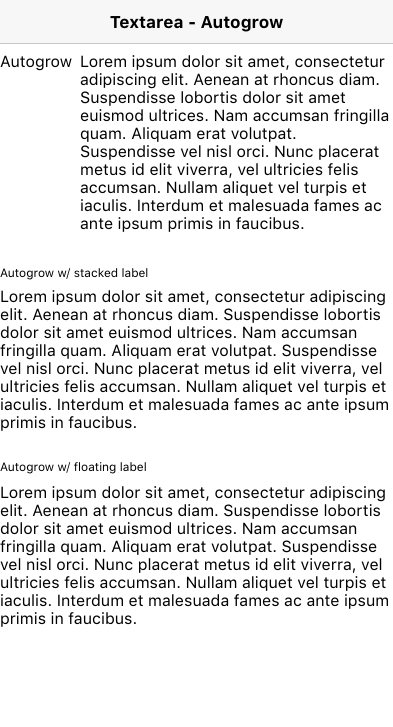 Textarea - Autogrow
Autogrow Lorem ipsum dolor sit amet, consectetur
adipiscing elit. Aenean at rhoncus diam.
Suspendisse lobortis dolor sit amet
euismod ultrices. Nam accumsan fringilla
quam. Aliquam erat volutpat.
Suspendisse vel nisl orci. Nunc placerat
metus id elit viverra, vel ultricies felis
accumsan. Nullam aliquet vel turpis et
iaculis. Interdum et malesuada fames ac
ante ipsum primis in faucibus.
Autogrow w/ stacked label
Lorem ipsum dolor sit amet, consectetur adipiscing
elit. Aenean at rhoncus diam. Suspendisse lobortis
dolor sit amet euismod ultrices. Nam accumsan
fringilla quam. Aliquam erat volutpat. Suspendisse
vel nisl orci. Nunc placerat metus id elit viverra, vel
ultricies felis accumsan. Nullam aliquet vel turpis et
iaculis. Interdum et malesuada fames ac ante ipsum
primis in faucibus.
Autogrow w/ floating label
Lorem ipsum dolor sit amet, consectetur adipiscing
elit. Aenean at rhoncus diam. Suspendisse lobortis
dolor sit amet euismod ultrices. Nam accumsan
fringilla quam. Aliquam erat volutpat. Suspendisse
vel nisl orci. Nunc placerat metus id elit viverra, vel
ultricies felis accumsan. Nullam aliquet vel turpis et
iaculis. Interdum et malesuada fames ac ante ipsum
primis in faucibus.